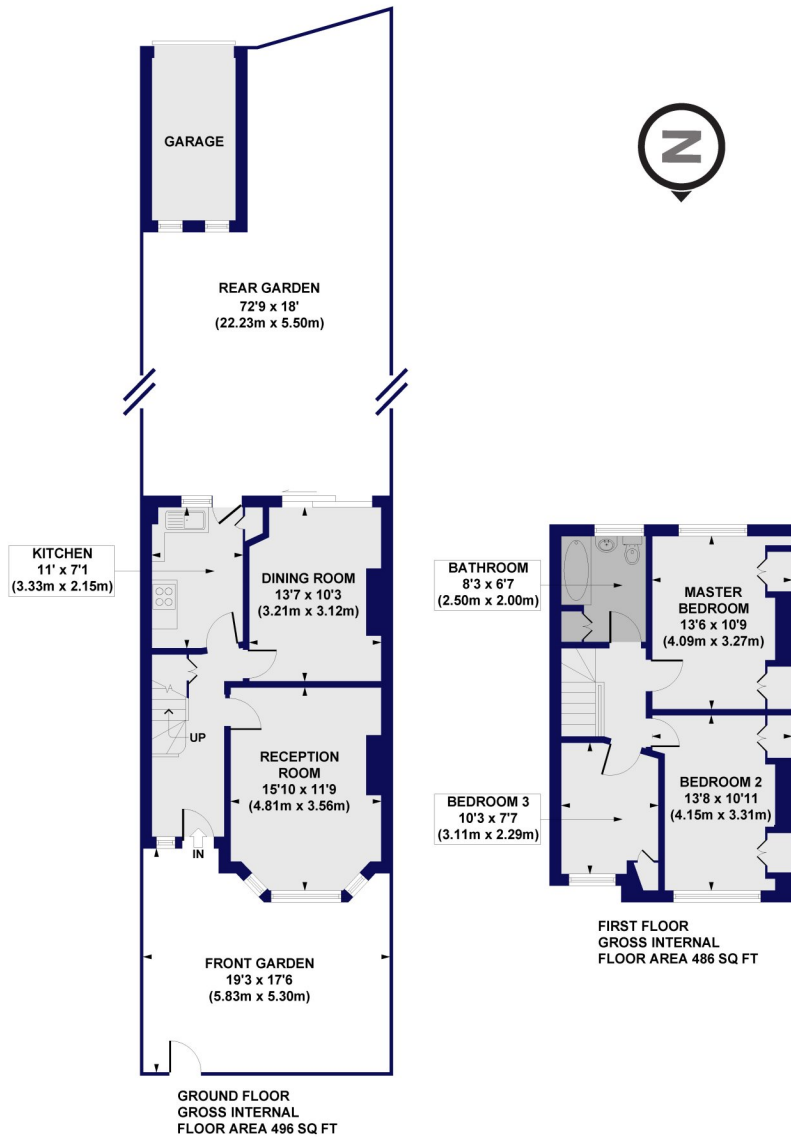 GARAGE
N
REAR GARDEN
72'9 x 18'
(22.23m x 5.50m)
KITCHEN
11' x 7'1
(3.33m x 2.15m)
DINING ROOM
13'7 x 10'3
(3.21m x 3.12m)
UP
RECEPTION
ROOM
15'10 x 11'9
(4.81m x 3.56m)
IN
FRONT GARDEN
19'3 x 17'6
(5.83m x 5.30m)
GROUND FLOOR
GROSS INTERNAL
FLOOR AREA 496 SQ FT
BATHROOM
8'3 x 6'7
(2.50m x 2.00m)
MASTER
BEDROOM
13'6 x 10'9
(4.09m x 3.27m)
BEDROOM 3
10'3 x 7'7
(3.11m x 2.29m)
BEDROOM 2
13'8 x 10'11
(4.15m x 3.31m)
FIRST FLOOR
GROSS INTERNAL
FLOOR AREA 486 SQ FT